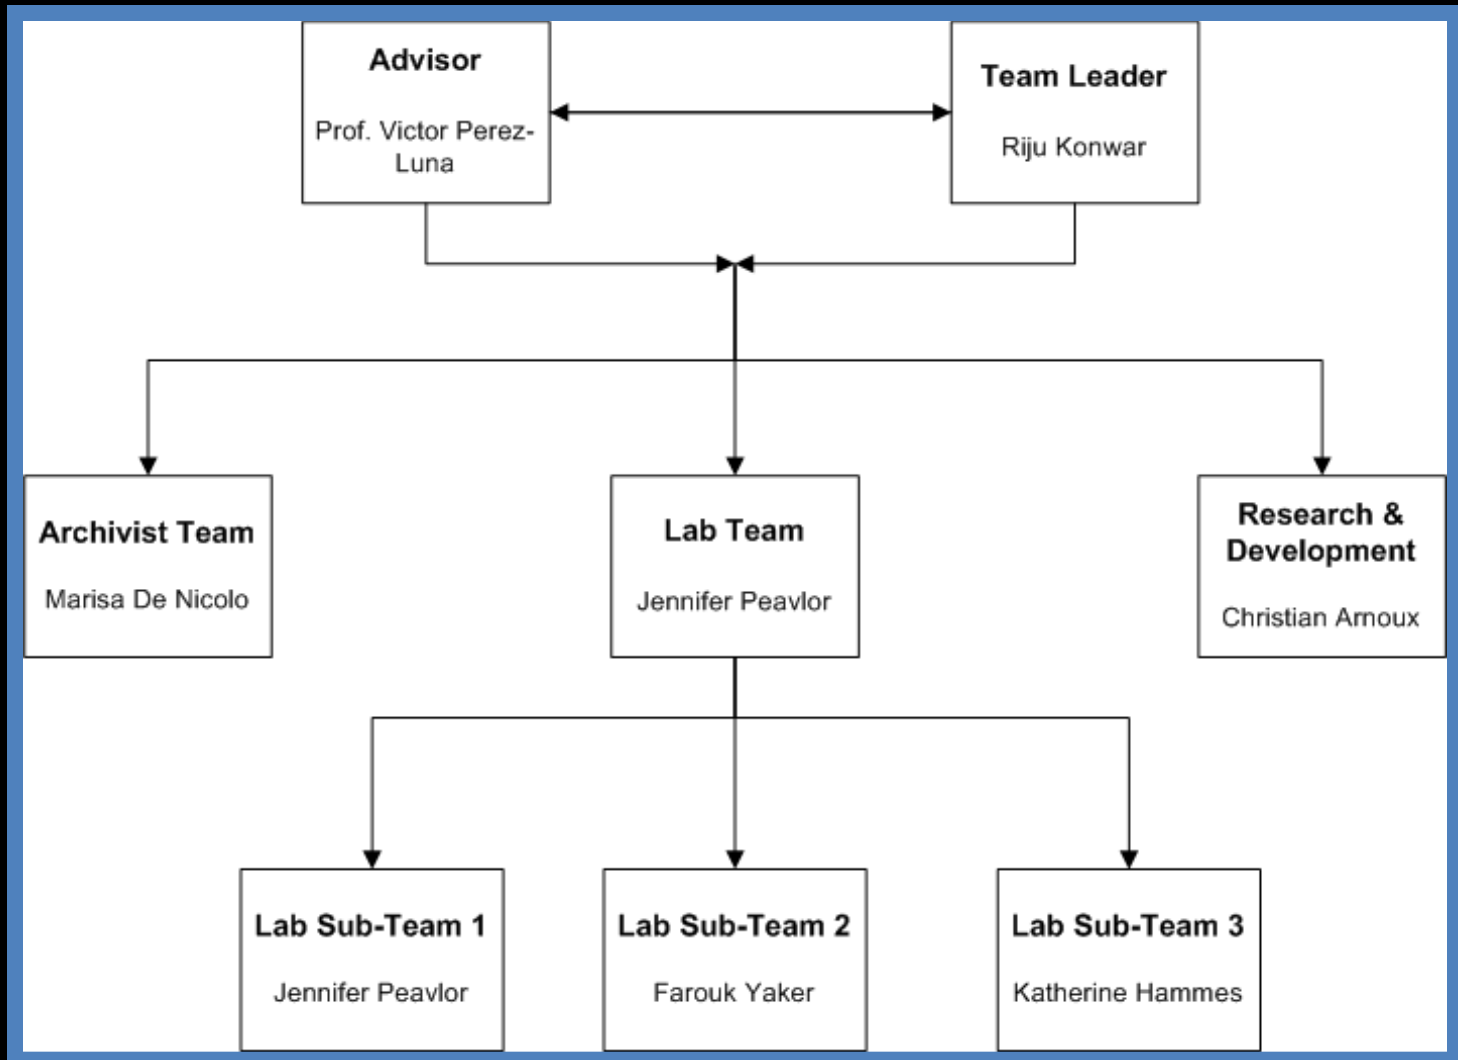 Advisor
Prof. Victor Perez-
Luna
Team Leader
Riju Konwar
Archivist Team
Marisa De Nicolo
Lab Team
Jennifer Peavlor
Research &
Development
Christian Arnoux
Lab Sub-Team 1
Jennifer Peavlor
Lab Sub-Team 2
Farouk Yaker
Lab Sub-Team 3
Katherine Hammes